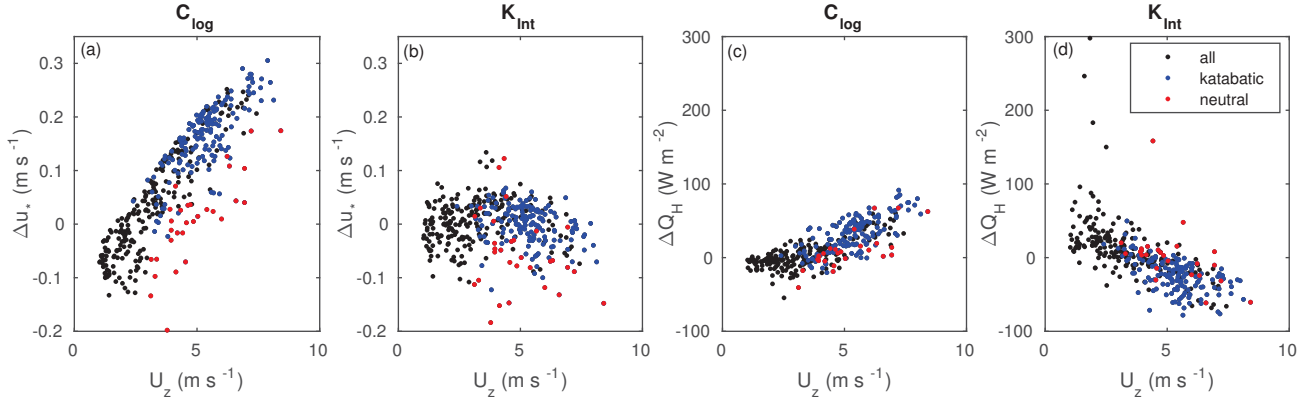 C_log
K_Int
C_log
K_Int
(a)
(b)
(c)
(d)
all
katabatic
neutral
0.3
0.2
0.1
0
-0.1
-0.2
0.3
0.2
0.1
0
-0.1
-0.2
300
200
100
0
-100
300
200
100
0
-100
Δu_* (m s⁻¹)
Δu_* (m s⁻¹)
ΔQ_H (W m⁻²)
ΔQ_H (W m⁻²)
0 5 10
0 5 10
0 5 10
0 5 10
U_z (m s⁻¹)
U_z (m s⁻¹)
U_z (m s⁻¹)
U_z (m s⁻¹)